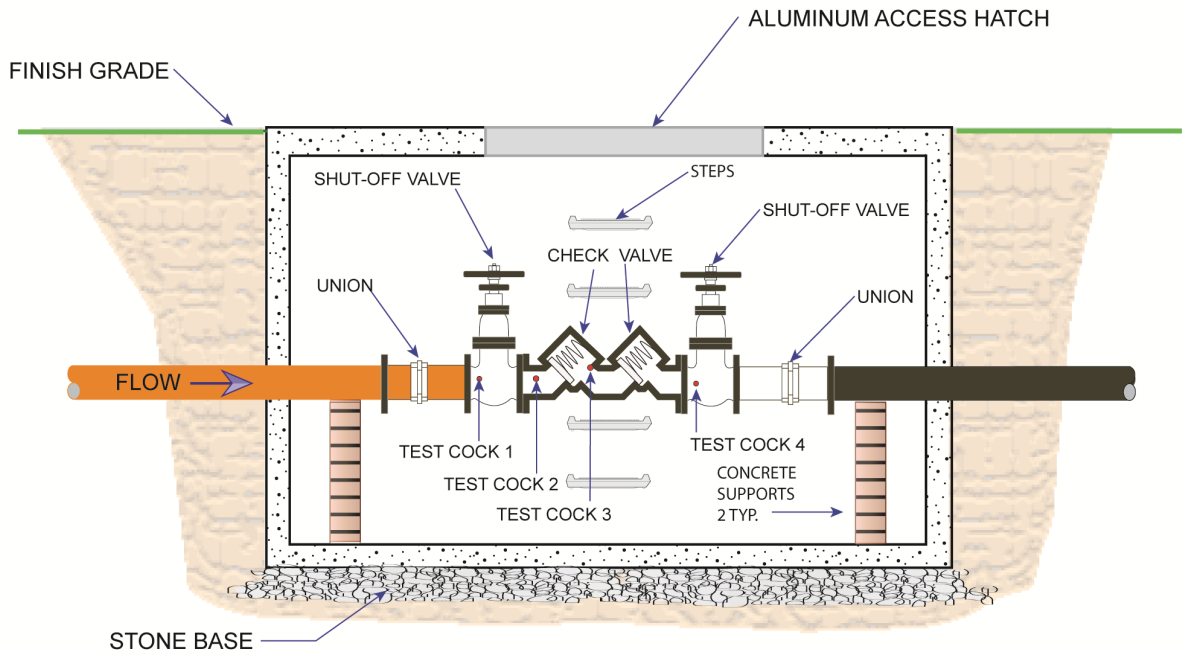 ALUMINUM ACCESS HATCH
FINISH GRADE
STEPS
SHUT-OFF VALVE
SHUT-OFF VALVE
CHECK VALVE
UNION
UNION
FLOW
TEST COCK 1
TEST COCK 4
TEST COCK 2
CONCRETE
SUPPORTS
2 TYP.
TEST COCK 3
STONE BASE